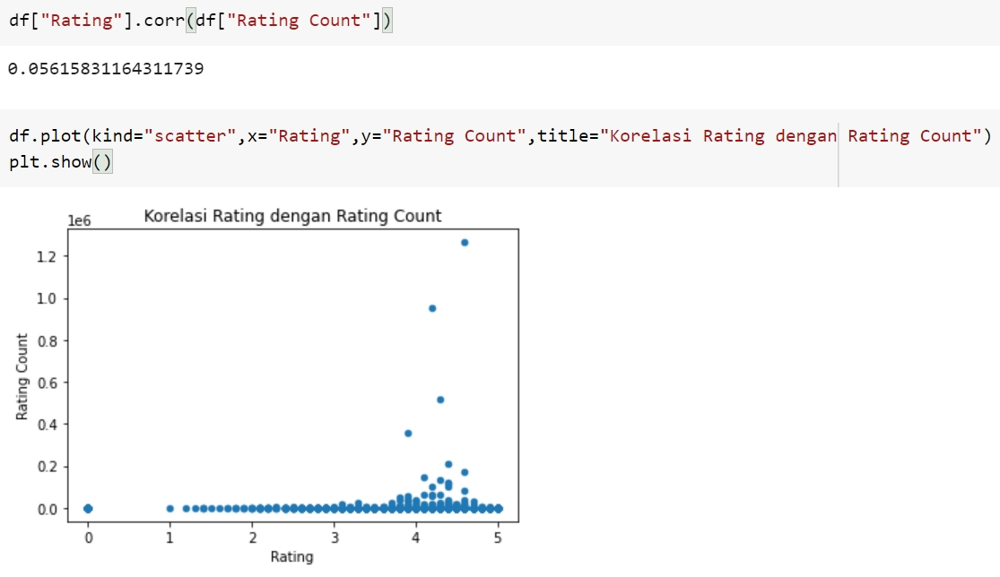 df["Rating"].corr(df["Rating Count"])
0.05615831164311739
df.plot(kind="scatter",x="Rating",y="Rating Count",title="Korelasi Rating dengan Rating Count")
plt.show()
Korelasi Rating dengan Rating Count
1e6
1.2
1.0
0.8
0.6
0.4
0.2
0.0
Rating Count
0 1 2 3 4 5
Rating